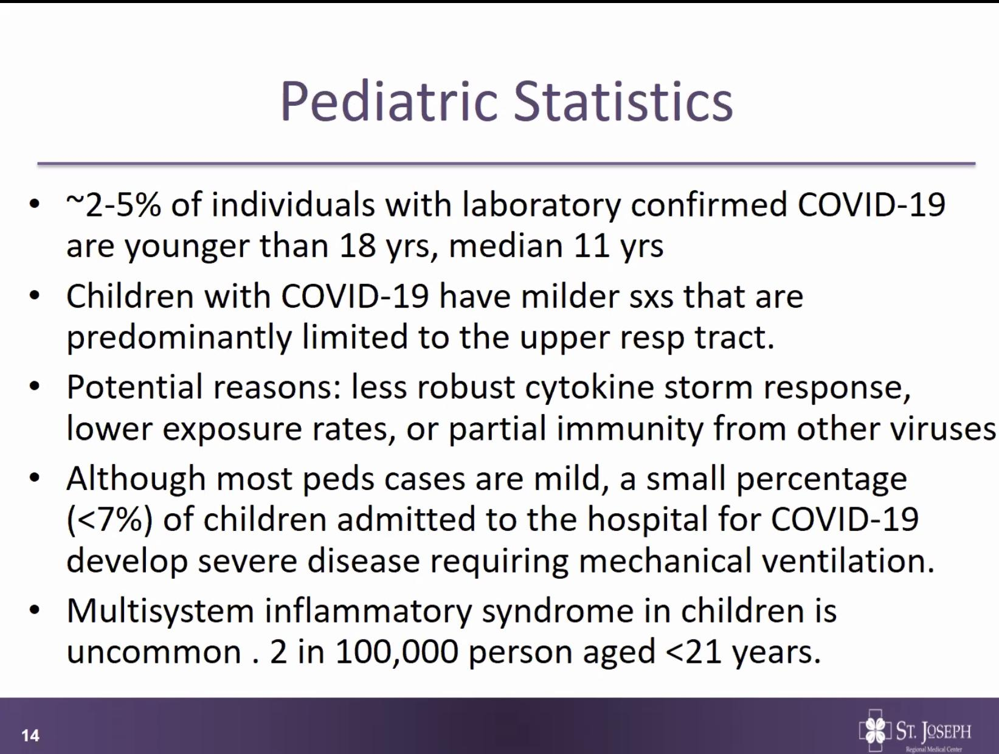 Pediatric Statistics
• ~2-5% of individuals with laboratory confirmed COVID-19
are younger than 18 yrs, median 11 yrs
• Children with COVID-19 have milder sxs that are
predominantly limited to the upper resp tract.
• Potential reasons: less robust cytokine storm response,
lower exposure rates, or partial immunity from other viruses
• Although most peds cases are mild, a small percentage
(<7%) of children admitted to the hospital for COVID-19
develop severe disease requiring mechanical ventilation.
• Multisystem inflammatory syndrome in children is
uncommon . 2 in 100,000 person aged <21 years.
14
ST. JOSEPH
Regional Medical Center